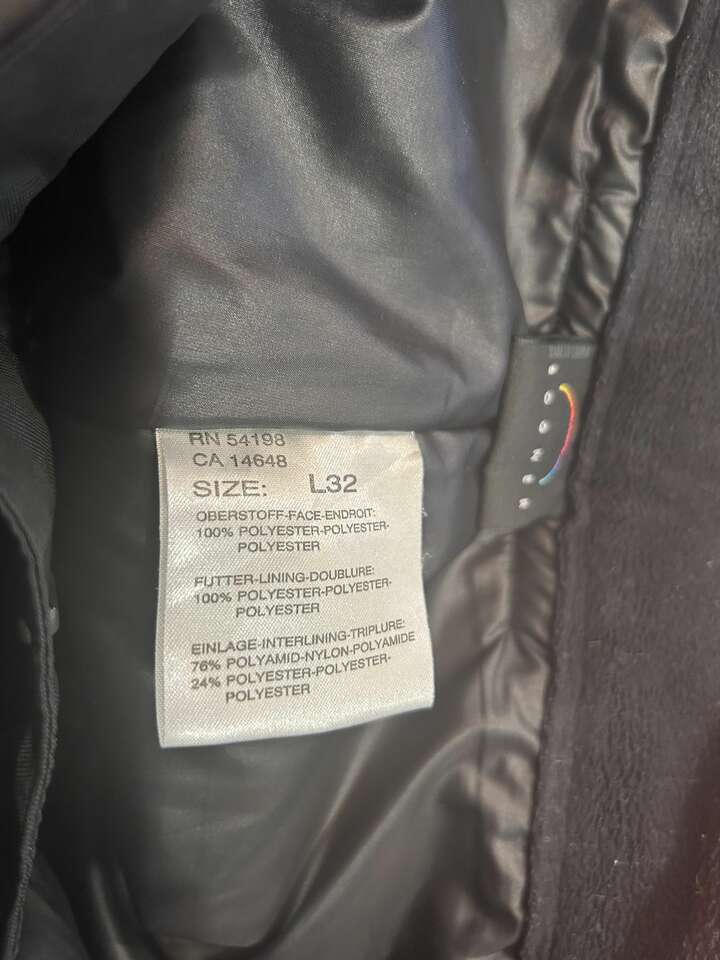 RN 54198
CA 14648
SIZE: L32
OBERSTOFF-FACE-ENDROIT:
100% POLYESTER-POLYESTER-
POLYESTER
FUTTER-LINING-DOUBLURE:
100% POLYESTER-POLYESTER-
POLYESTER
EINLAGE-INTERLINING-TRIPLURE:
76% POLYAMID-NYLON-POLYAMIDE
24% POLYESTER-POLYESTER-
POLYESTER